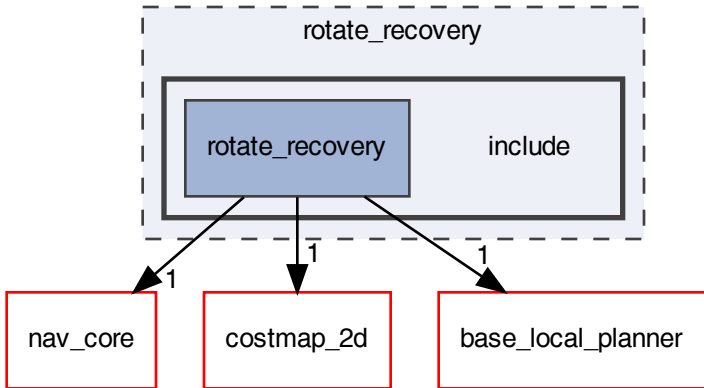 rotate_recovery
rotate_recovery
include
1
1
1
nav_core
costmap_2d
base_local_planner